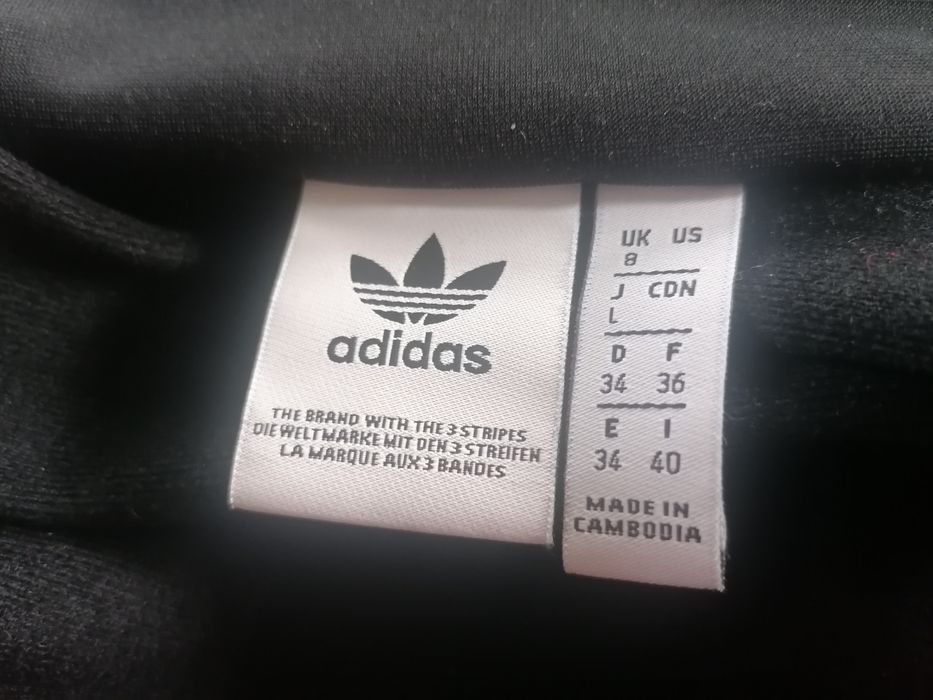 adidas
THE BRAND WITH THE 3 STRIPES
DIE WELTMARKE MIT DEN 3 STREIFEN
LA MARQUE AUX 3 BANDES
UK US
8
J CDN
L
D F
34 36
E I
34 40
MADE IN
CAMBODIA